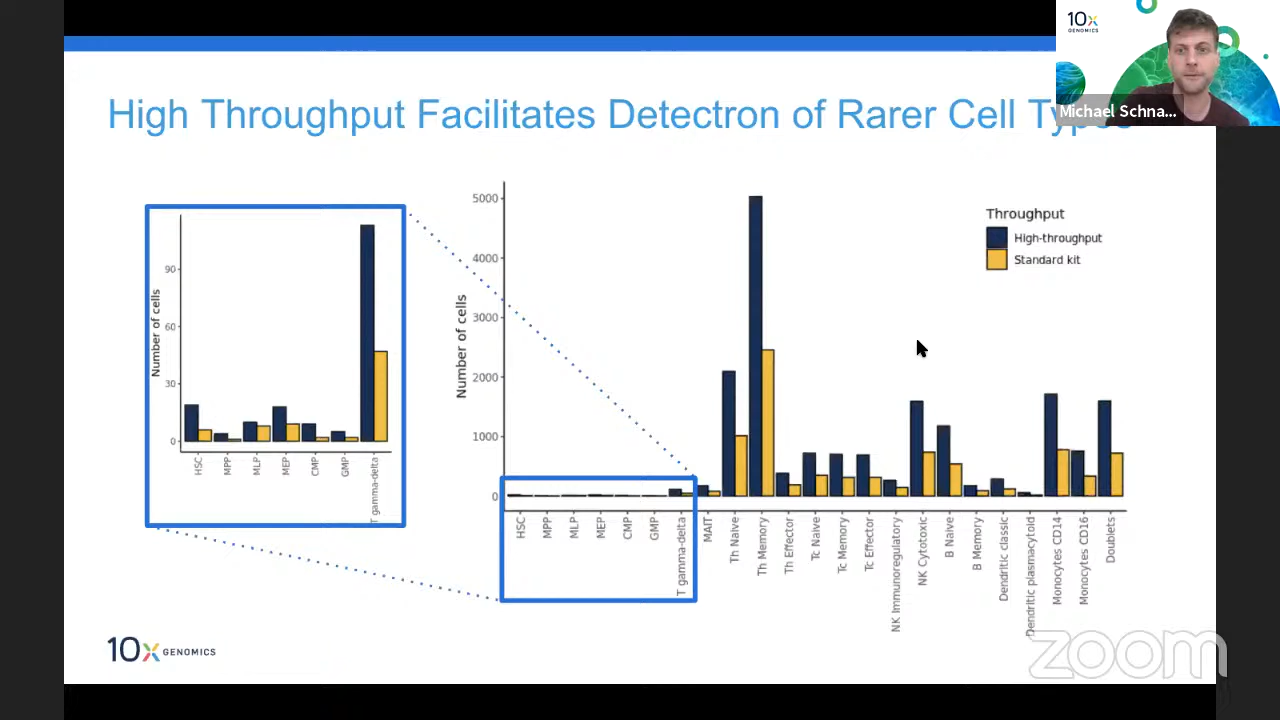 10x
GENOMICS
Michael Schna...
High Throughput Facilitates Detectron of Rarer Cell Types
Number of cells
90
60
30
0
HSC
MPP
MLP
MEP
CMP
GMP
T gamma-delta
Number of cells
5000
4000
3000
2000
1000
0
HSC
MPP
MLP
MEP
CMP
GMP
T gamma-delta
MAIT
Th Naive
Th Memory
Th Effector
Tc Naive
Tc Memory
Tc Effector
NK Immunoregulatory
NK Cytotoxic
B Naive
B Memory
Dendritic classic
Dendritic plasmacytoid
Monocytes CD14
Monocytes CD16
Doublets
Throughput
High-throughput
Standard kit
10x GENOMICS
zoom